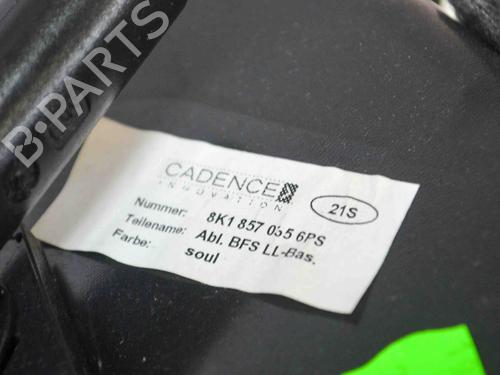 B-PARTS
CADENCE
INNOVATION
21S
Nummer: 8K1 857 035 6PS
Teilename: Abl. BFS LL-Bas.
Farbe: soul